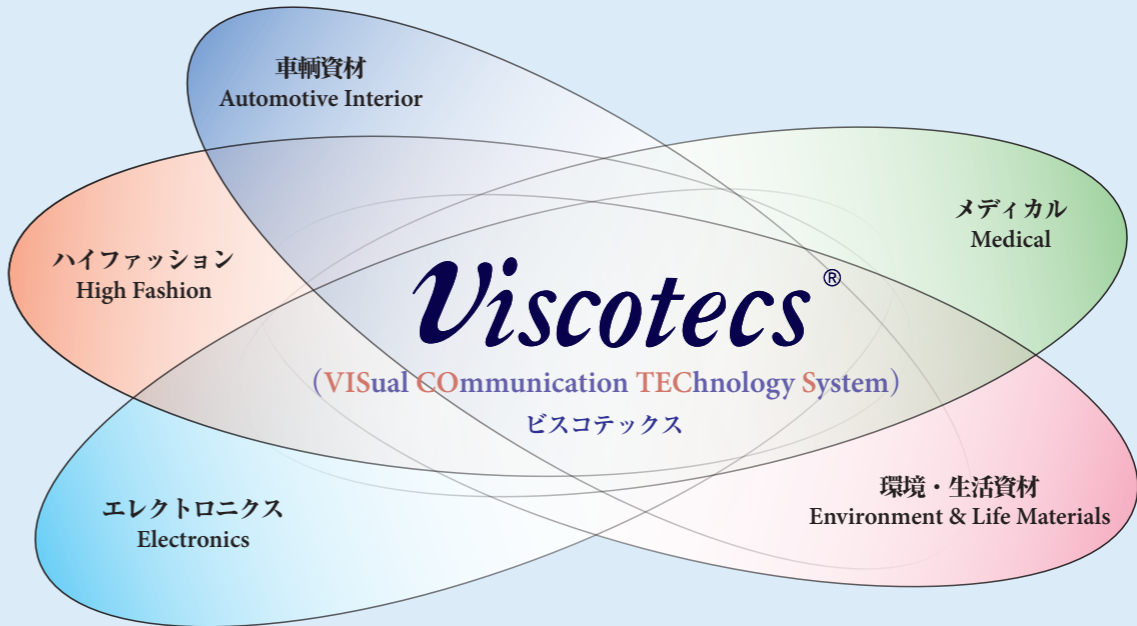 車輌資材
Automotive Interior
メディカル
Medical
ハイファッション
High Fashion
Viscotecs®
(VISual COmmunication TEChnology System)
ビスコテックス
エレクトロニクス
Electronics
環境・生活資材
Environment & Life Materials